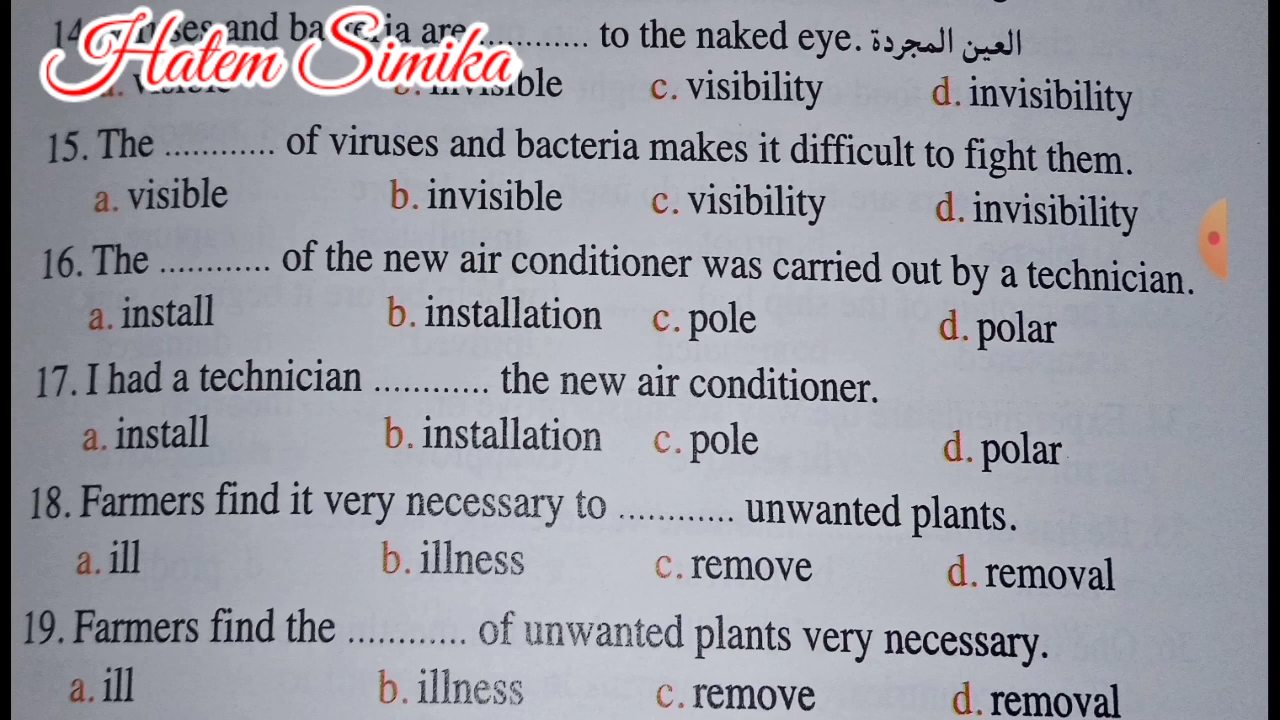 Hatem Simika
14. and are ............ to the naked eye. العين المجردة
a. c. visibility d. invisibility
15. The ............ of viruses and bacteria makes it difficult to fight them.
a. visible b. invisible c. visibility d. invisibility
16. The ............ of the new air conditioner was carried out by a technician.
a. install b. installation c. pole d. polar
17. I had a technician ............ the new air conditioner.
a. install b. installation c. pole d. polar
18. Farmers find it very necessary to ............ unwanted plants.
a. ill b. illness c. remove d. removal
19. Farmers find the ............ of unwanted plants very necessary.
a. ill b. illness c. remove d. removal